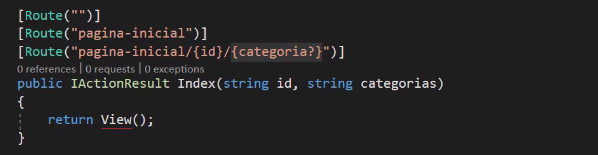 [Route("")]
[Route("pagina-inicial")]
[Route("pagina-inicial/{id}/{categoria?}")]
0 references | 0 requests | 0 exceptions
public IActionResult Index(string id, string categorias)
{
return View();
}